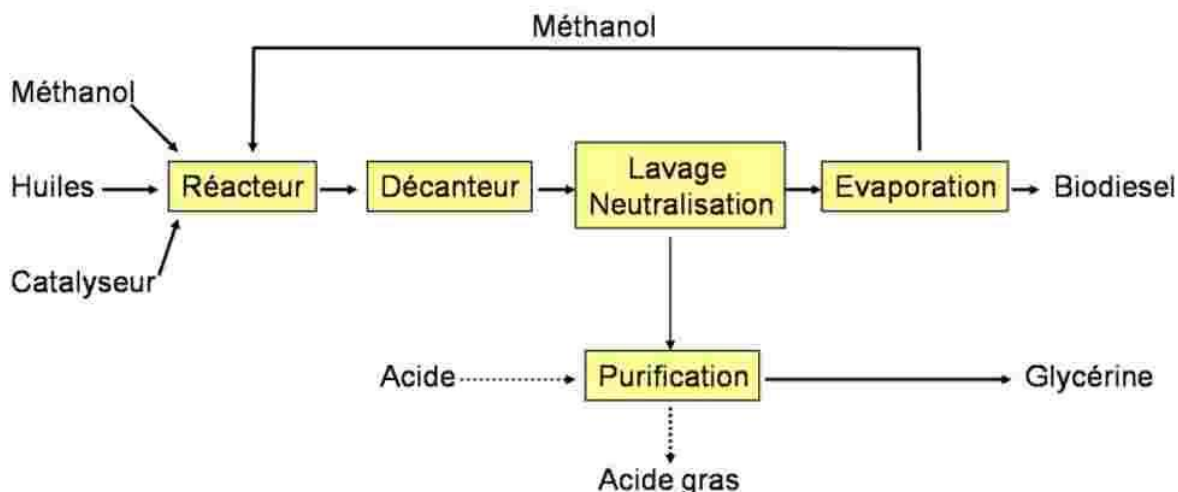 Méthanol
Méthanol
Huiles
Réacteur
Décanteur
Lavage
Neutralisation
Evaporation
Biodiesel
Catalyseur
Acide
Purification
Glycérine
Acide gras